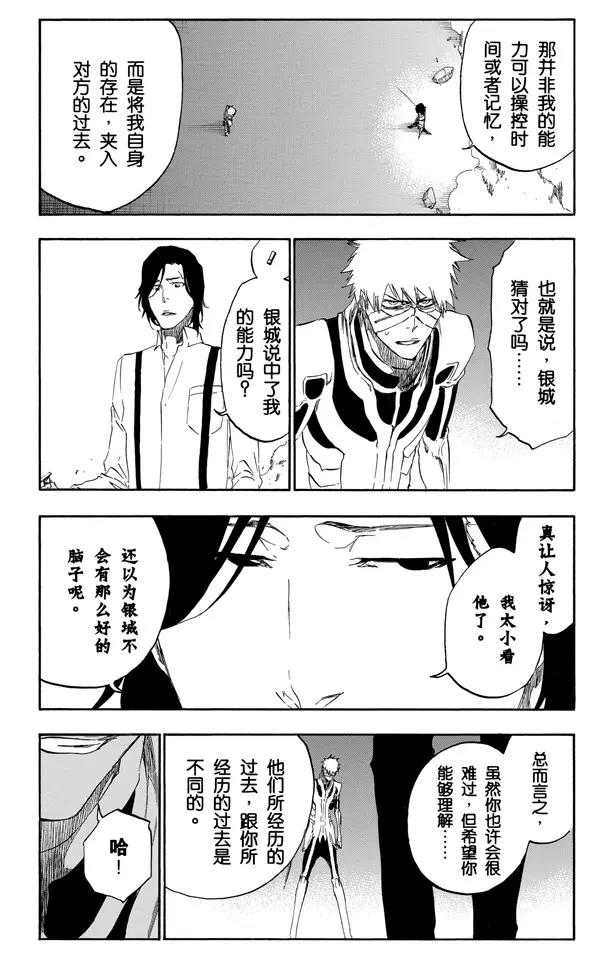 那并非我的能
力可以操控时
间或者记忆，
而是将我自身
的存在，夹入
对方的过去。
也就是说，银城
猜对了吗……
！
银城说中了我
的能力吗？
真让人惊讶，
我太小看
他了。
还以为银城不
会有那么好的
脑子呢。
总而言之，
虽然你也许会很
难过，但希望你
能够理解……
他们所经历的
过去，跟你所
经历的过去是
不同的。
哈！